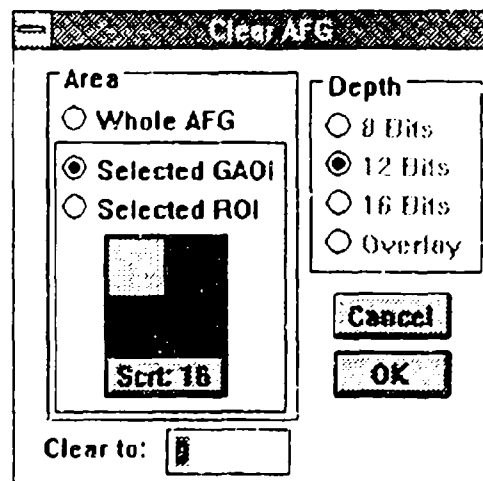 Clear AFG
Area
Whole AFG
Selected GAOi
Selected ROI
Scrt: 16
Depth
8 Bits
12 Bits
16 Bits
Overlay
Cancel
OK
Clear to: